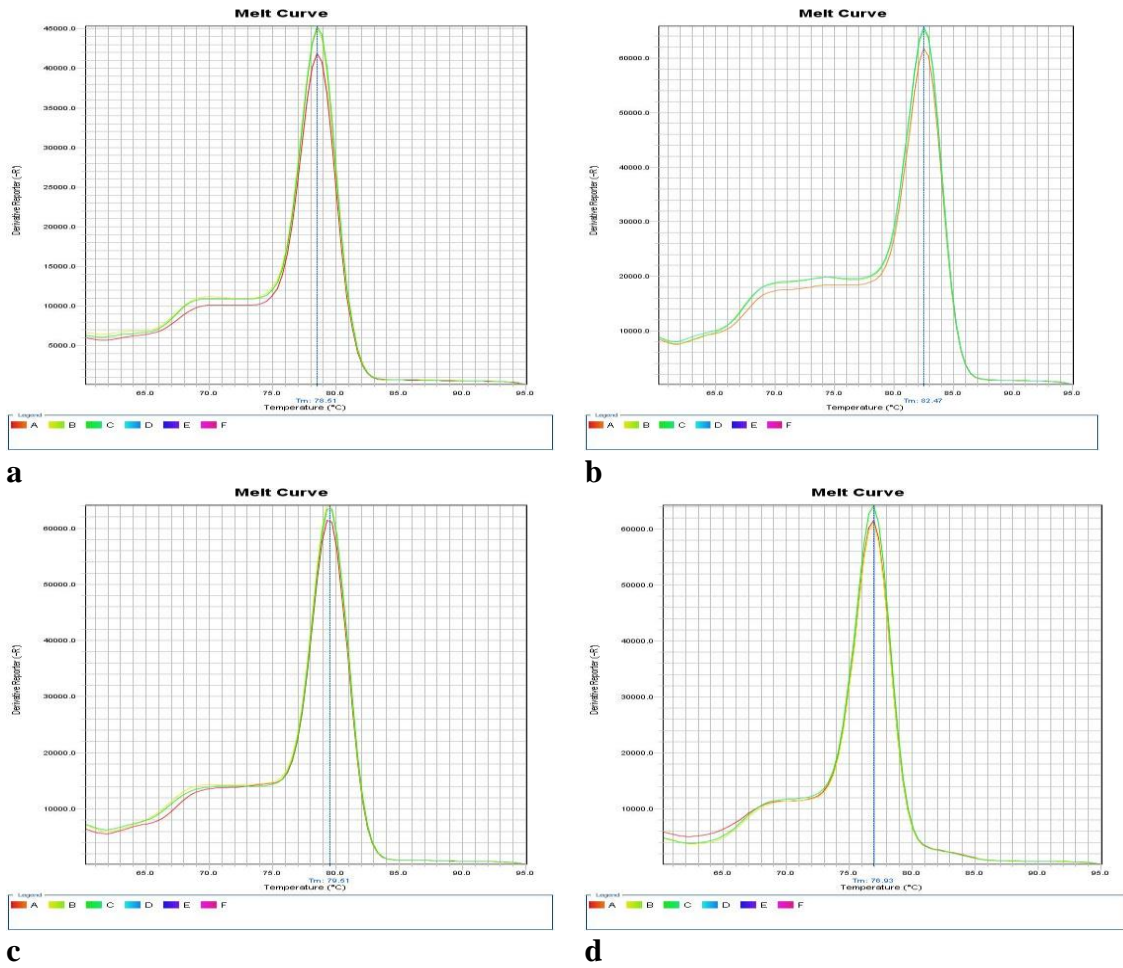 Melt Curve
45000.0
40000.0
35000.0
30000.0
25000.0
20000.0
15000.0
10000.0
5000.0
Derivative Reporter (-R')
65.0 70.0 75.0 80.0 85.0 90.0 95.0
Tm: 78.51
Temperature (°C)
Legend
A B C D E F
a
Melt Curve
60000.0
50000.0
40000.0
30000.0
20000.0
10000.0
Derivative Reporter (-R')
65.0 70.0 75.0 80.0 85.0 90.0 95.0
Tm: 82.47
Temperature (°C)
Legend
A B C D E F
b
Melt Curve
60000.0
50000.0
40000.0
30000.0
20000.0
10000.0
Derivative Reporter (-R')
65.0 70.0 75.0 80.0 85.0 90.0 95.0
Tm: 79.51
Temperature (°C)
Legend
A B C D E F
c
Melt Curve
60000.0
50000.0
40000.0
30000.0
20000.0
10000.0
Derivative Reporter (-R')
65.0 70.0 75.0 80.0 85.0 90.0 95.0
Tm: 76.93
Temperature (°C)
Legend
A B C D E F
d